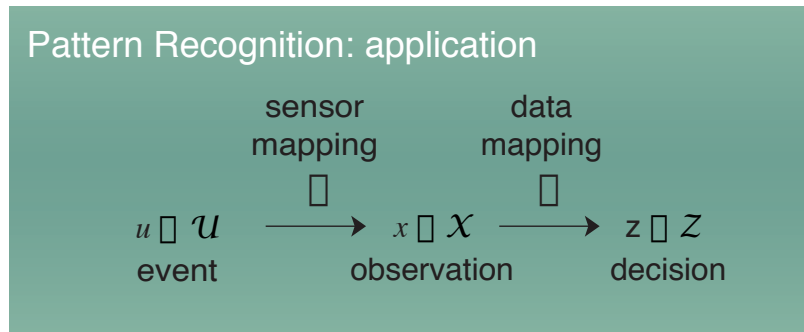 Pattern Recognition: application
sensor data
mapping mapping
▯ ▯
u ▯ 𝒰 ⟶ x ▯ 𝒳 ⟶ z ▯ 𝒵
event observation decision